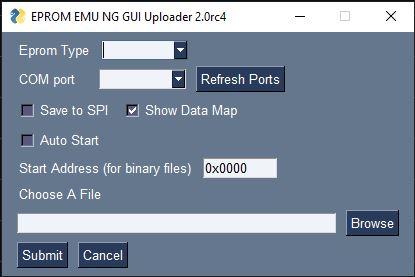 EPROM EMU NG GUI Uploader 2.0rc4
Eprom Type
COM port Refresh Ports
Save to SPI Show Data Map
Auto Start
Start Address (for binary files) 0x0000
Choose A File
Browse
Submit Cancel